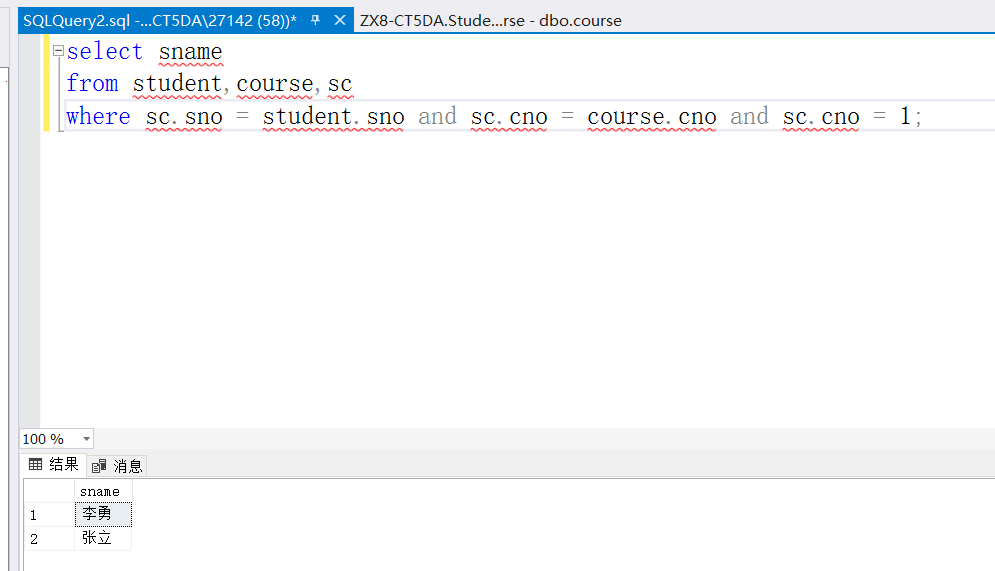 SQLQuery2.sql -...CT5DA\27142 (58))* ZX8-CT5DA.Stude...rse - dbo.course
select sname
from student,course,sc
where sc.sno = student.sno and sc.cno = course.cno and sc.cno = 1;
100 %
结果 消息
sname
1 李勇
2 张立